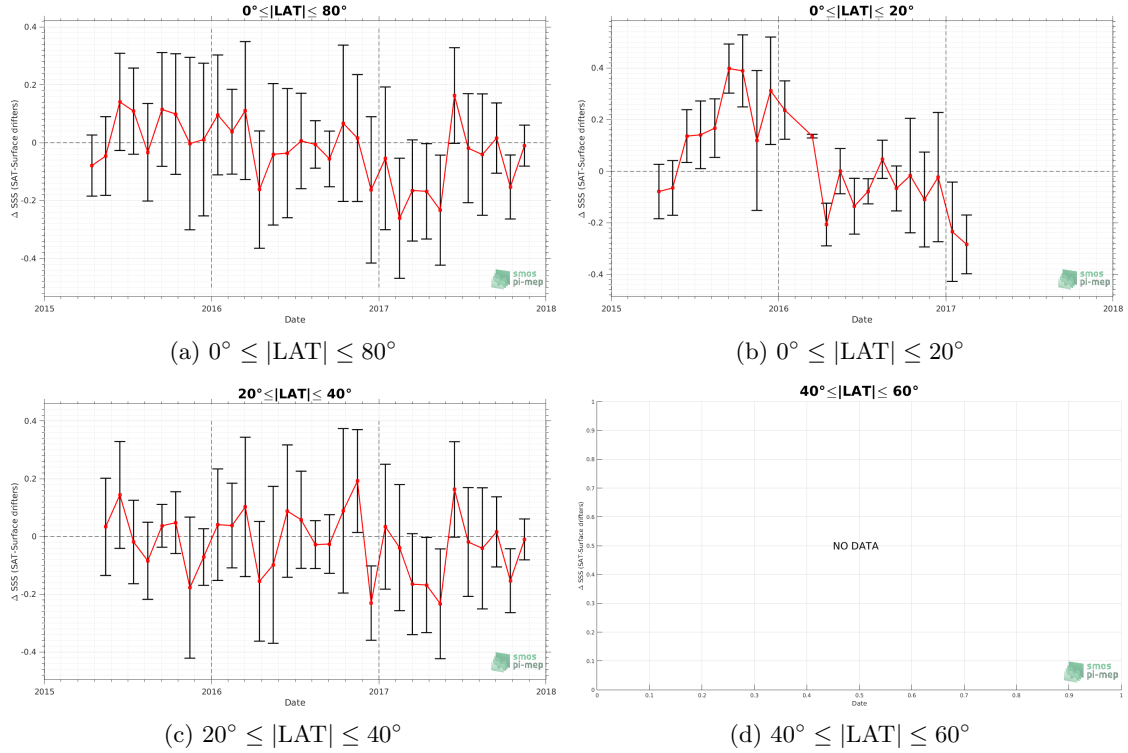 0°≤|LAT|≤ 80°
Δ SSS (SAT-Surface drifters)
0.4
0.2
0
-0.2
-0.4
2015
2016
2017
2018
Date
smos
pi-mep
(a) 0° ≤ |LAT| ≤ 80°
0°≤|LAT|≤ 20°
Δ SSS (SAT-Surface drifters)
0.4
0.2
0
-0.2
-0.4
2015
2016
2017
2018
Date
smos
pi-mep
(b) 0° ≤ |LAT| ≤ 20°
20°≤|LAT|≤ 40°
Δ SSS (SAT-Surface drifters)
0.4
0.2
0
-0.2
-0.4
2015
2016
2017
2018
Date
smos
pi-mep
(c) 20° ≤ |LAT| ≤ 40°
40°≤|LAT|≤ 60°
Δ SSS (SAT-Surface drifters)
1
0.9
0.8
0.7
0.6
0.5
0.4
0.3
0.2
0.1
0
NO DATA
0
0.1
0.2
0.3
0.4
0.5
0.6
0.7
0.8
0.9
1
Date
smos
pi-mep
(d) 40° ≤ |LAT| ≤ 60°